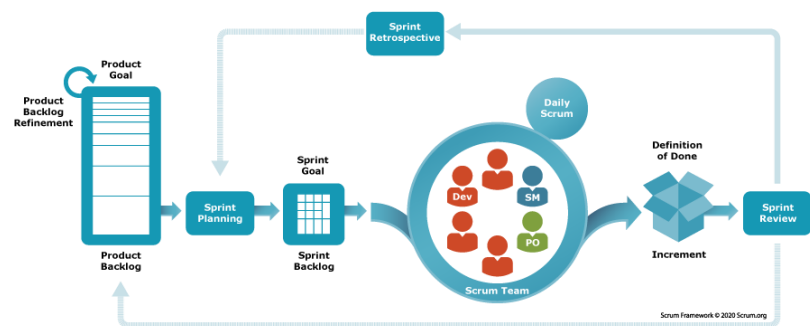 Sprint
Retrospective
Product
Goal
Product
Backlog
Refinement
Daily
Scrum
Definition
of Done
Sprint
Goal
Dev
SM
Sprint
Planning
Sprint
Review
PO
Product
Backlog
Sprint
Backlog
Increment
Scrum Team
Scrum Framework © 2020 Scrum.org